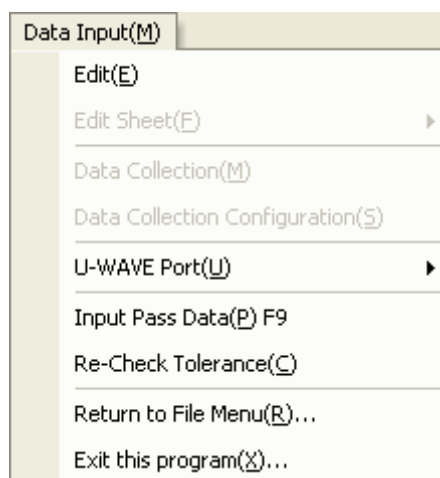 Data Input(M)
Edit(E)
Edit Sheet(F)
Data Collection(M)
Data Collection Configuration(S)
U-WAVE Port(U)
Input Pass Data(P) F9
Re-Check Tolerance(C)
Return to File Menu(R)...
Exit this program(X)...